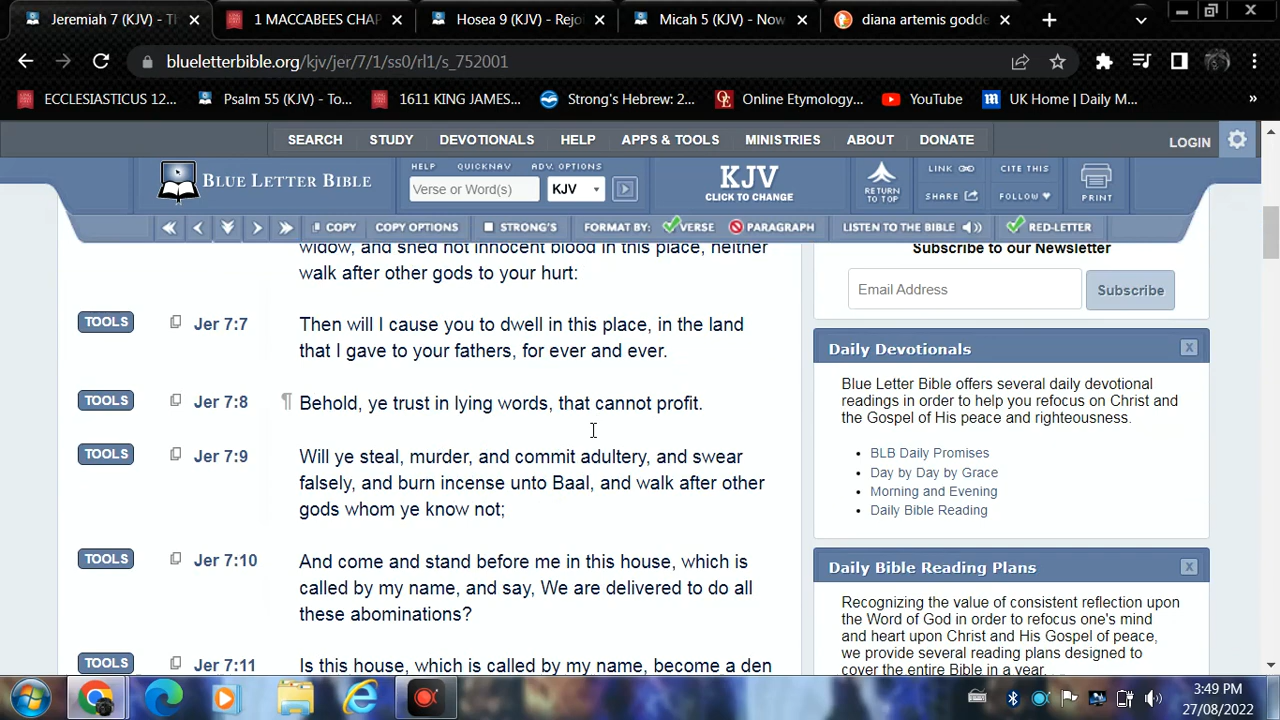 Jeremiah 7 (KJV) - Th
1 MACCABEES CHAP
Hosea 9 (KJV) - Rejoi
Micah 5 (KJV) - Now
diana artemis godde
blueletterbible.org/kjv/jer/7/1/ss0/rl1/s_752001
ECCLESIASTICUS 12...
Psalm 55 (KJV) - To...
1611 KING JAMES...
Strong's Hebrew: 2...
Online Etymology...
YouTube
UK Home | Daily M...
»
SEARCH STUDY DEVOTIONALS HELP APPS & TOOLS MINISTRIES ABOUT DONATE
LOGIN
BLUE LETTER BIBLE
HELP QUICKNAV ADV. OPTIONS
Verse or Word(s)
KJV
KJV
CLICK TO CHANGE
RETURN
TO TOP
LINK
CITE THIS
SHARE
FOLLOW
PRINT
COPY COPY OPTIONS STRONG'S FORMAT BY: VERSE PARAGRAPH LISTEN TO THE BIBLE RED-LETTER
widow, and shed not innocent blood in this place, neither
walk after other gods to your hurt:
TOOLS Jer 7:7 Then will I cause you to dwell in this place, in the land
that I gave to your fathers, for ever and ever.
TOOLS Jer 7:8 ¶ Behold, ye trust in lying words, that cannot profit.
TOOLS Jer 7:9 Will ye steal, murder, and commit adultery, and swear
falsely, and burn incense unto Baal, and walk after other
gods whom ye know not;
TOOLS Jer 7:10 And come and stand before me in this house, which is
called by my name, and say, We are delivered to do all
these abominations?
TOOLS Jer 7:11 Is this house, which is called by my name, become a den
Subscribe to our Newsletter
Email Address
Subscribe
Daily Devotionals
X
Blue Letter Bible offers several daily devotional
readings in order to help you refocus on Christ and
the Gospel of His peace and righteousness.
BLB Daily Promises
Day by Day by Grace
Morning and Evening
Daily Bible Reading
Daily Bible Reading Plans
X
Recognizing the value of consistent reflection upon
the Word of God in order to refocus one's mind
and heart upon Christ and His Gospel of peace,
we provide several reading plans designed to
cover the entire Bible in a year.
3:49 PM
27/08/2022